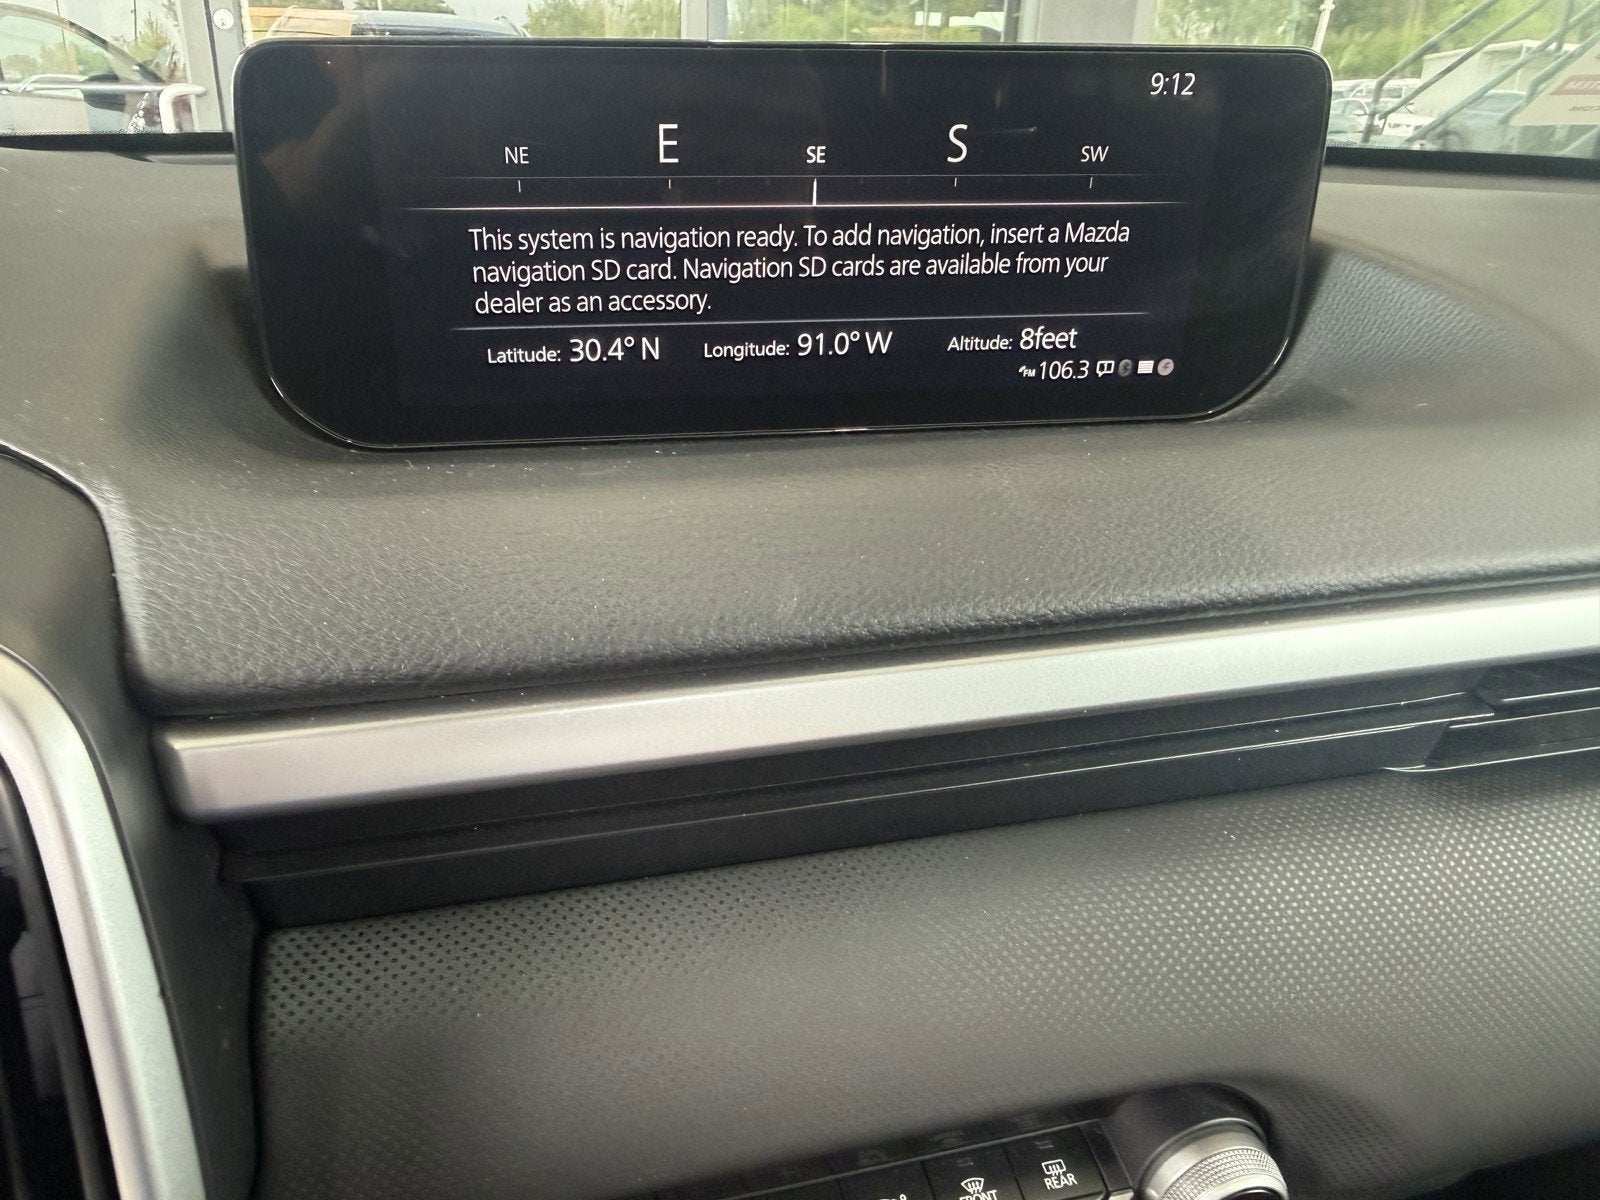 9:12
NE E SE S SW
This system is navigation ready. To add navigation, insert a Mazda
navigation SD card. Navigation SD cards are available from your
dealer as an accessory.
Latitude: 30.4° N Longitude: 91.0° W Altitude: 8feet
FM 106.3
REAR
FRONT